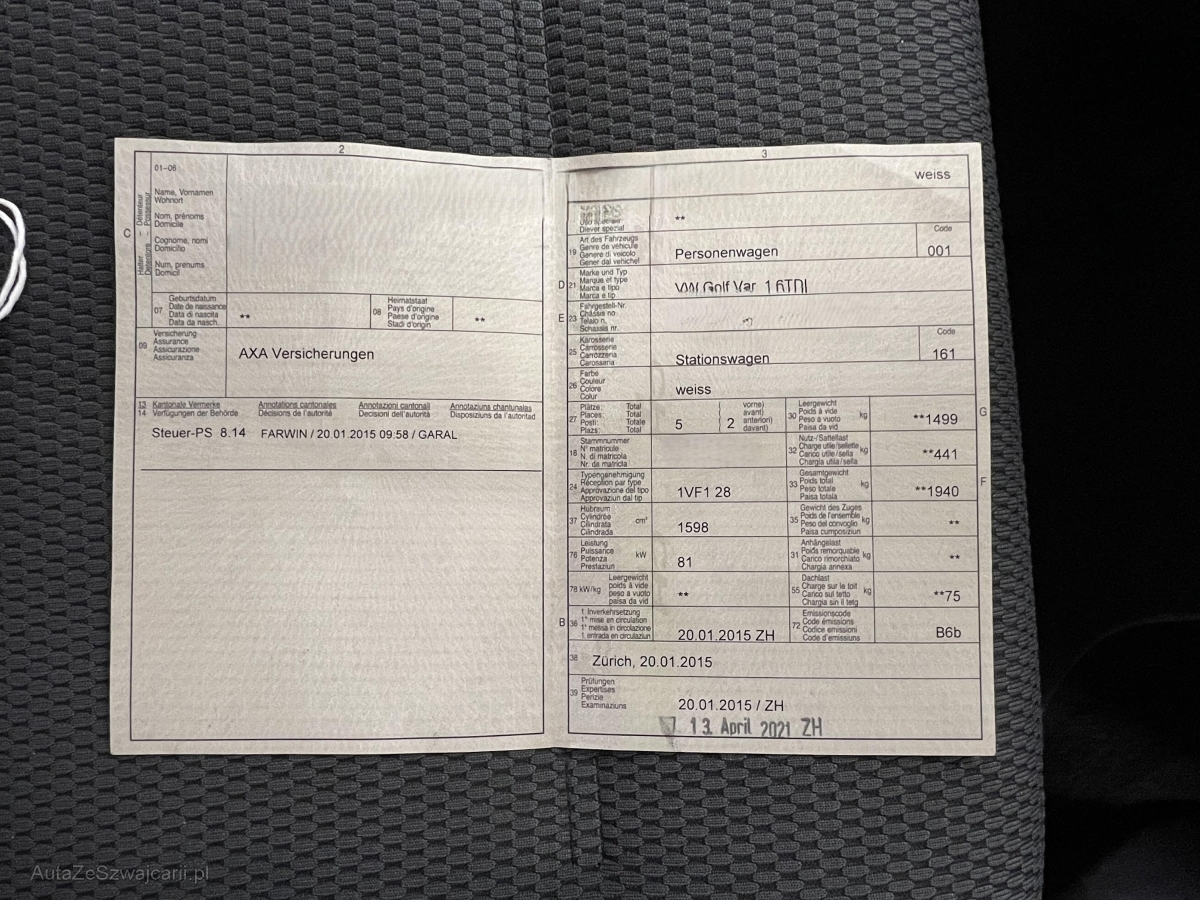 2
C
Halter – Détenteur
Detentore – Possessur
01–06
Name, Vornamen
Wohnort
Nom, prénoms
Domicile
Cognome, nomi
Domicilio
Num, prenums
Domicil
07
Geburtsdatum
Date de naissance
Data di nascita
Data da nasch.
**
08
Heimatstaat
Pays d'origine
Paese d'origine
Stadi d'origin
**
09
Versicherung
Assurance
Assicurazione
Assicuranza
AXA Versicherungen
13 Kantonale Vermerke Annotations cantonales Annotazioni cantonali Annotaziuns chantunalas
14 Verfügungen der Behörde Décisions de l'autorité Decisioni dell'autorità Disposiziuns da l'autoritad
Steuer-PS 8.14 FARWIN / 20.01.2015 09:58 / GARAL
3
weiss
Diever spezial
**
19
Art des Fahrzeugs
Genre de véhicule
Genere di veicolo
Gener dal vehichel
Personenwagen
Code
001
D 21
Marke und Typ
Marque et type
Marca e tipo
Marca e tip
VW Golf Var 1.6TDI
E 23
Fahrgestell-Nr.
Châssis no
Telaio n.
Schassis nr.
25
Karosserie
Carrosserie
Carrozzeria
Carossaria
Stationswagen
Code
161
26
Farbe
Couleur
Colore
Colur
weiss
27
Plätze: Total
Places: Total
Posti: Totale
Plazs: Total
5
2
vorne)
avant)
anteriori)
davant)
30
Leergewicht
Poids à vide
Peso a vuoto
Paisa da vid
kg
**1499
G
18
Stammnummer
N° matricule
N. di matricola
Nr. da matricla
32
Nutz-/Sattellast
Charge utile/sellette
Carico utile/sella
Chargia utila/sella
kg
**441
24
Typengenehmigung
Réception par type
Approvazione del tipo
Approvaziun dal tip
1VF1 28
33
Gesamtgewicht
Poids total
Peso totale
Paisa totala
kg
**1940
F
37
Hubraum
Cylindrée
Cilindrata
Cilindrada
cm³
1598
35
Gewicht des Zuges
Poids de l'ensemble
Peso del convoglio
Paisa cumposiziun
kg
**
76
Leistung
Puissance
Potenza
Prestaziun
kW
81
31
Anhängelast
Poids remorquable
Carico rimorchiato
Chargia annexa
kg
**
78 kW/kg
Leergewicht
poids à vide
peso a vuoto
paisa da vid
**
55
Dachlast
Charge sur le toit
Carico sul tetto
Chargia sin il tetg
kg
**75
B 36
1. Inverkehrsetzung
1re mise en circulation
1a messa in circolazione
1. entrada en circulaziun
20.01.2015 ZH
72
Emissionscode
Code émissions
Codice emissioni
Code d'emissiuns
B6b
38
Zürich, 20.01.2015
39
Prüfungen
Expertises
Perizie
Examinaziuns
20.01.2015 / ZH
13. April 2021 ZH
AutaZeSzwajcarii.pl